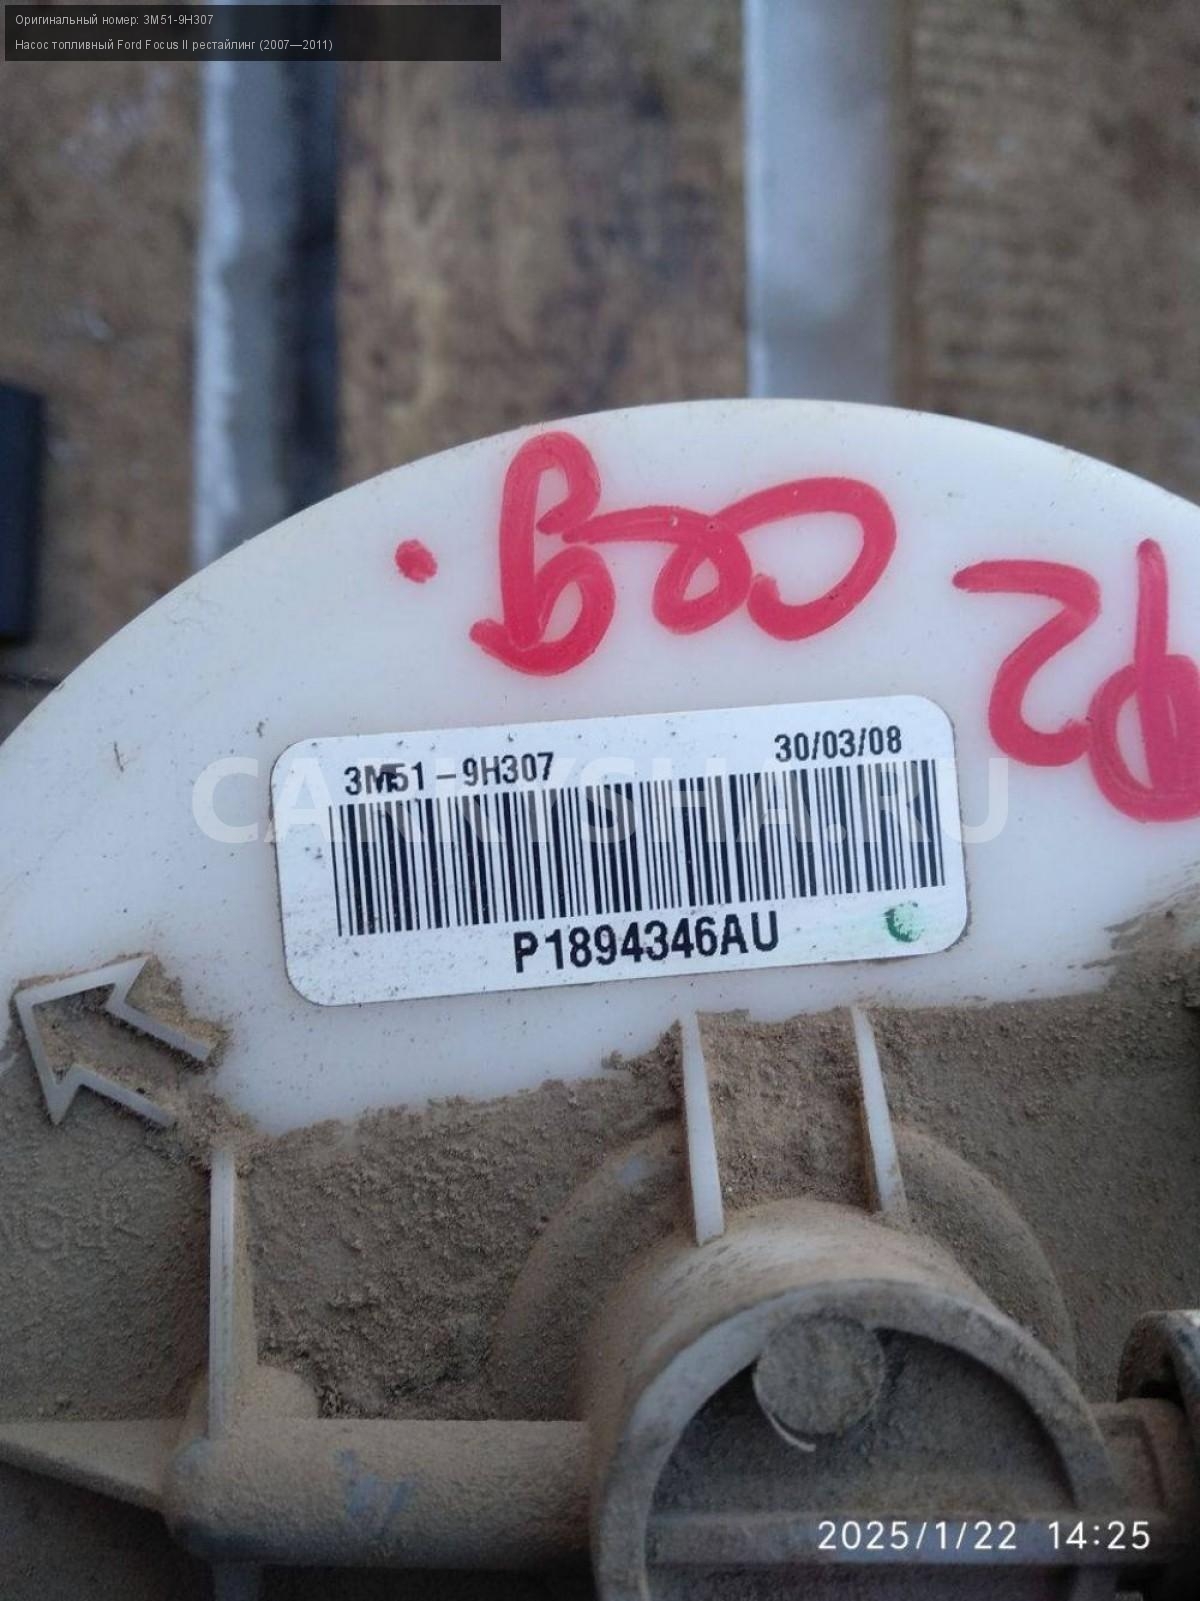 Оригинальный номер: 3M51-9H307
Насос топливный Ford Focus II рестайлинг (2007—2011)
3M51-9H307 30/03/08
CARRYSHA.RU
P1894346AU
2025/1/22 14:25